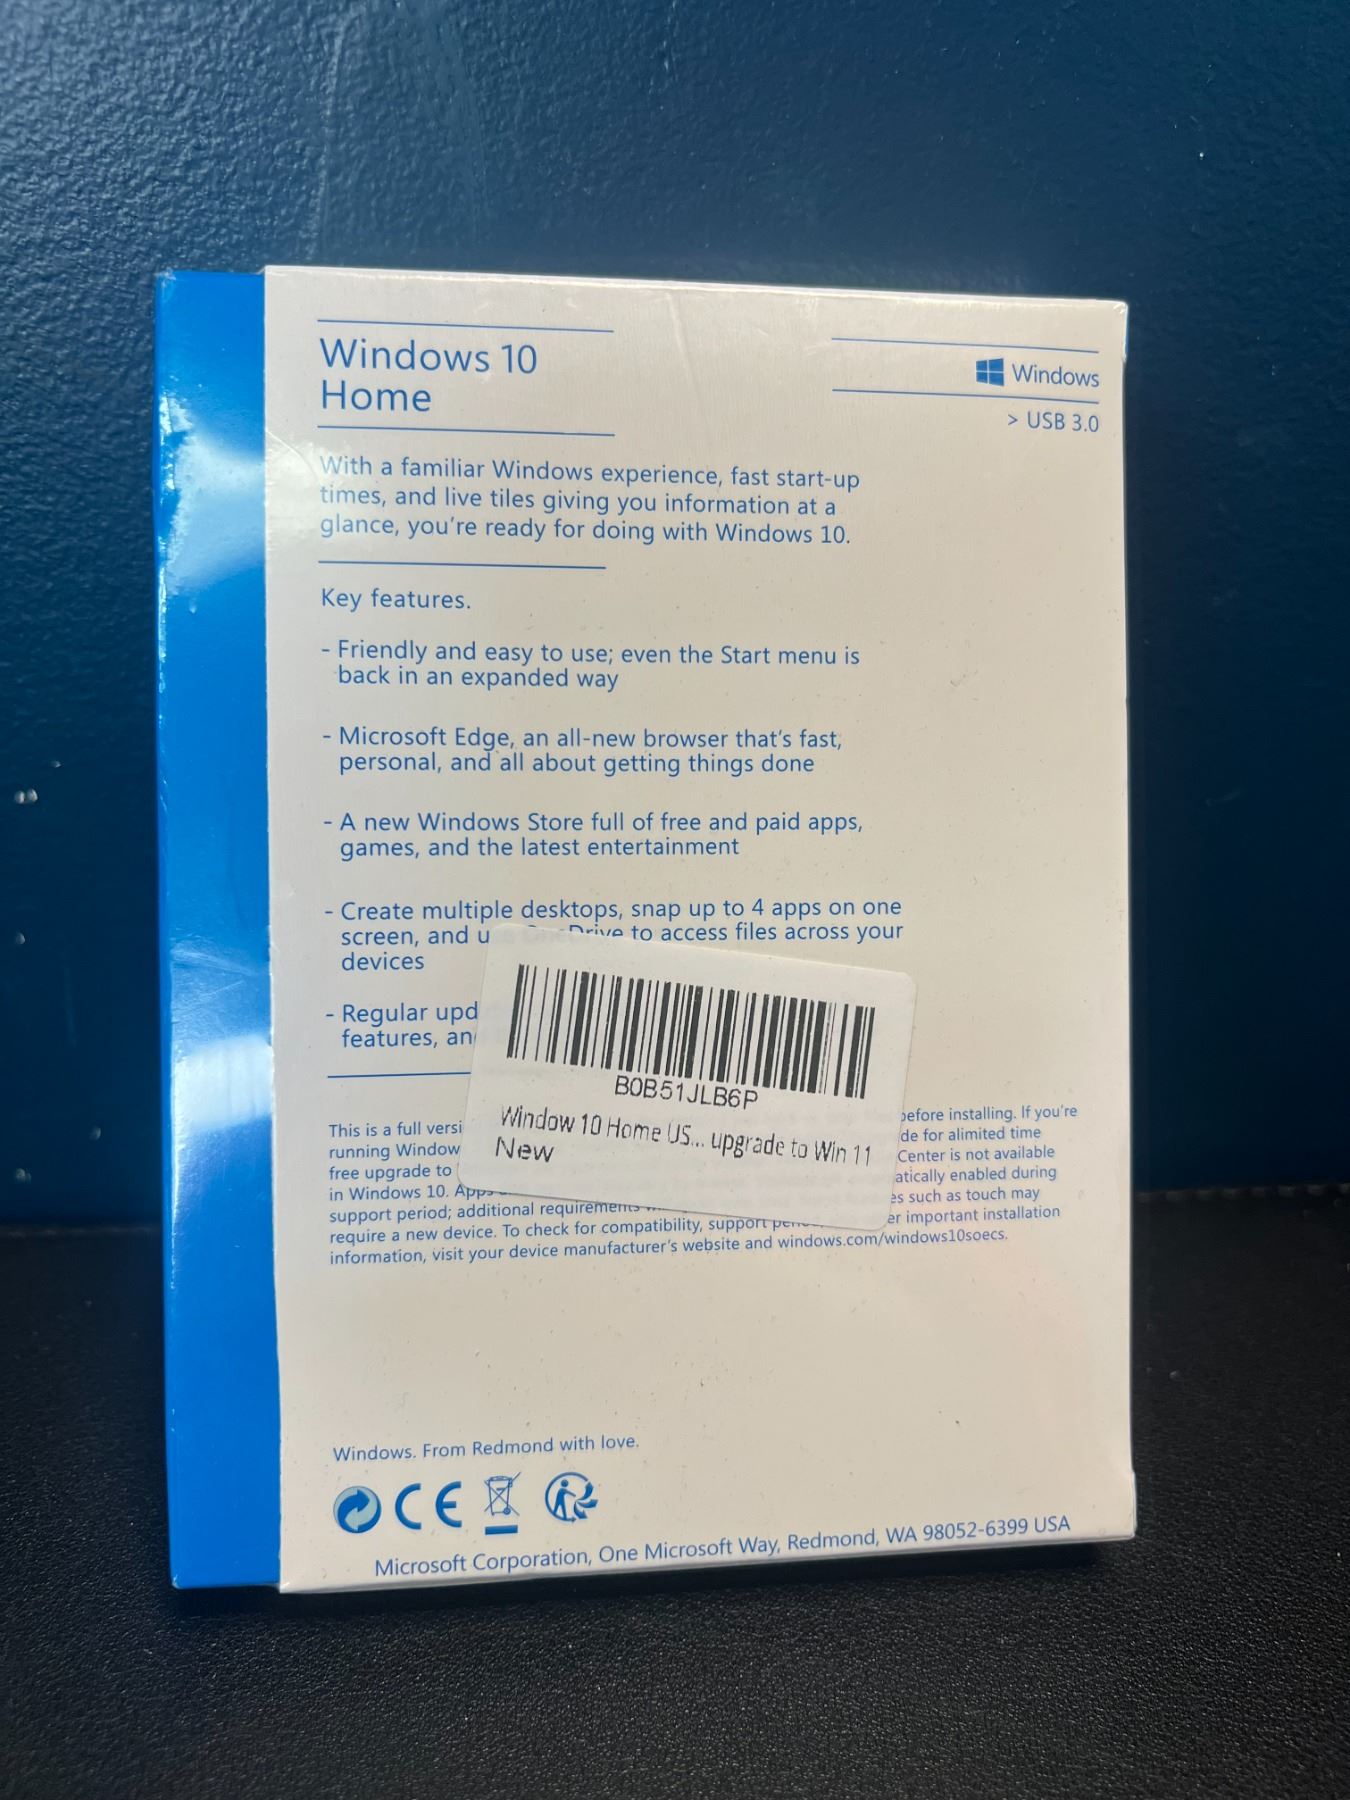 Windows 10
Home
Windows
> USB 3.0
With a familiar Windows experience, fast start-up
times, and live tiles giving you information at a
glance, you're ready for doing with Windows 10.
Key features.
- Friendly and easy to use; even the Start menu is
back in an expanded way
- Microsoft Edge, an all-new browser that's fast,
personal, and all about getting things done
- A new Windows Store full of free and paid apps,
games, and the latest entertainment
- Create multiple desktops, snap up to 4 apps on one
screen, and u OneDrive to access files across your
devices
- Regular upd
features, an
B0B51JLB6P
Window 10 Home US... upgrade to Win 11
New
This is a full versi before installing. If you're
running Window de for alimited time
free upgrade to Center is not available
in Windows 10. Apps atically enabled during
support period; additional requirements es such as touch may
require a new device. To check for compatibility, support er important installation
information, visit your device manufacturer's website and windows.com/windows10soecs.
Windows. From Redmond with love.
CE
Microsoft Corporation, One Microsoft Way, Redmond, WA 98052-6399 USA